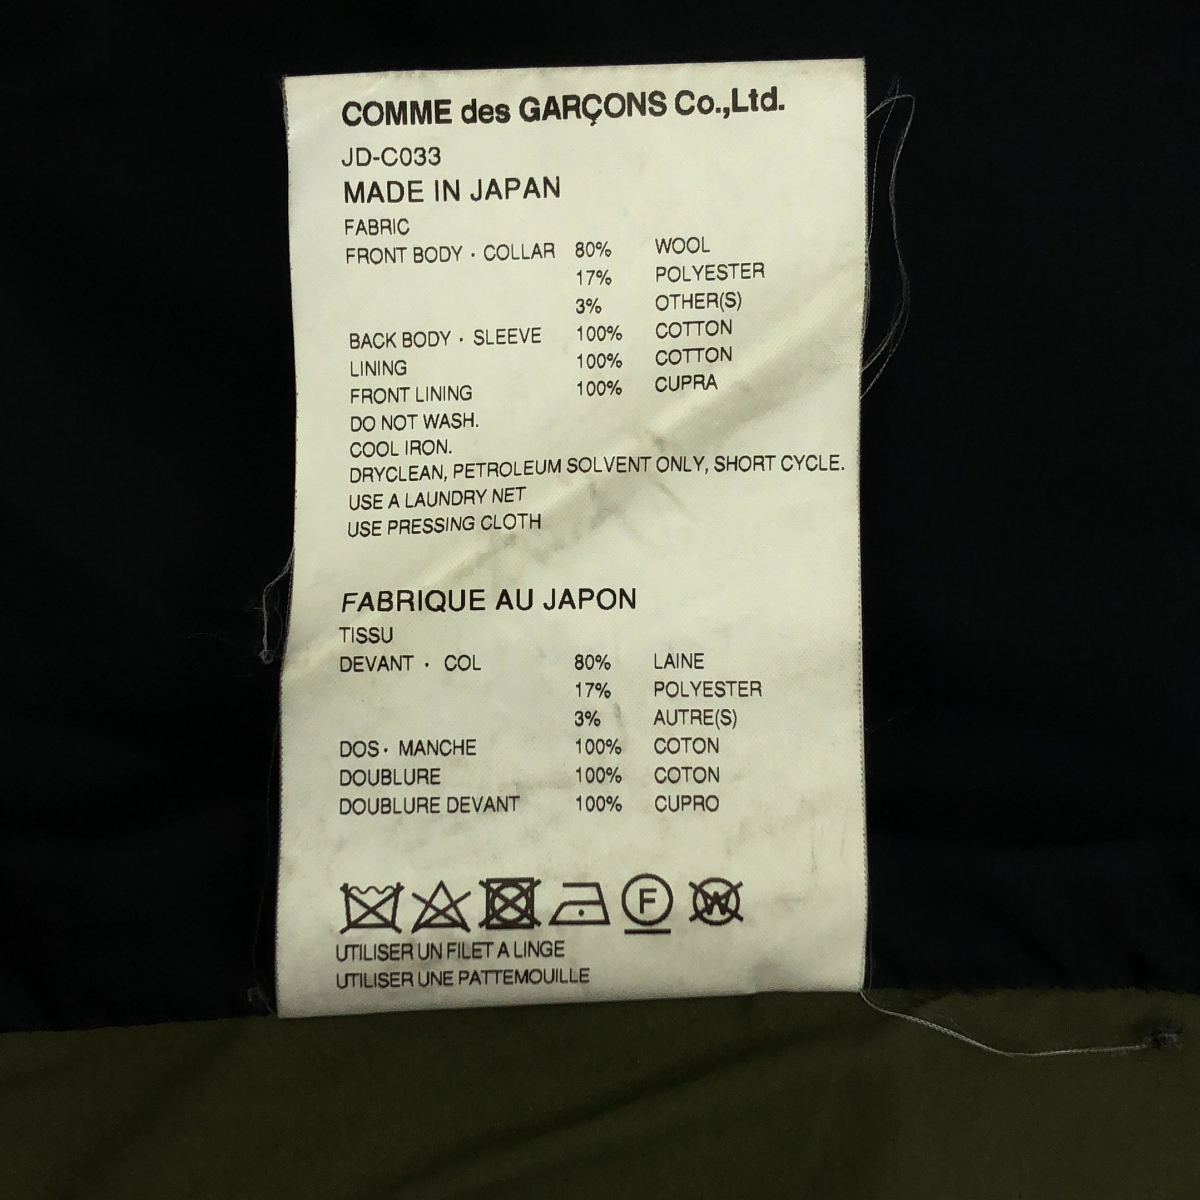 COMME des GARÇONS Co.,Ltd.
JD-C033
MADE IN JAPAN
FABRIC
FRONT BODY · COLLAR 80% WOOL
17% POLYESTER
3% OTHER(S)
BACK BODY · SLEEVE 100% COTTON
LINING 100% COTTON
FRONT LINING 100% CUPRA
DO NOT WASH.
COOL IRON.
DRYCLEAN, PETROLEUM SOLVENT ONLY, SHORT CYCLE.
USE A LAUNDRY NET
USE PRESSING CLOTH
FABRIQUE AU JAPON
TISSU
DEVANT · COL 80% LAINE
17% POLYESTER
3% AUTRE(S)
DOS · MANCHE 100% COTON
DOUBLURE 100% COTON
DOUBLURE DEVANT 100% CUPRO
F W
UTILISER UN FILET A LINGE
UTILISER UNE PATTEMOUILLE